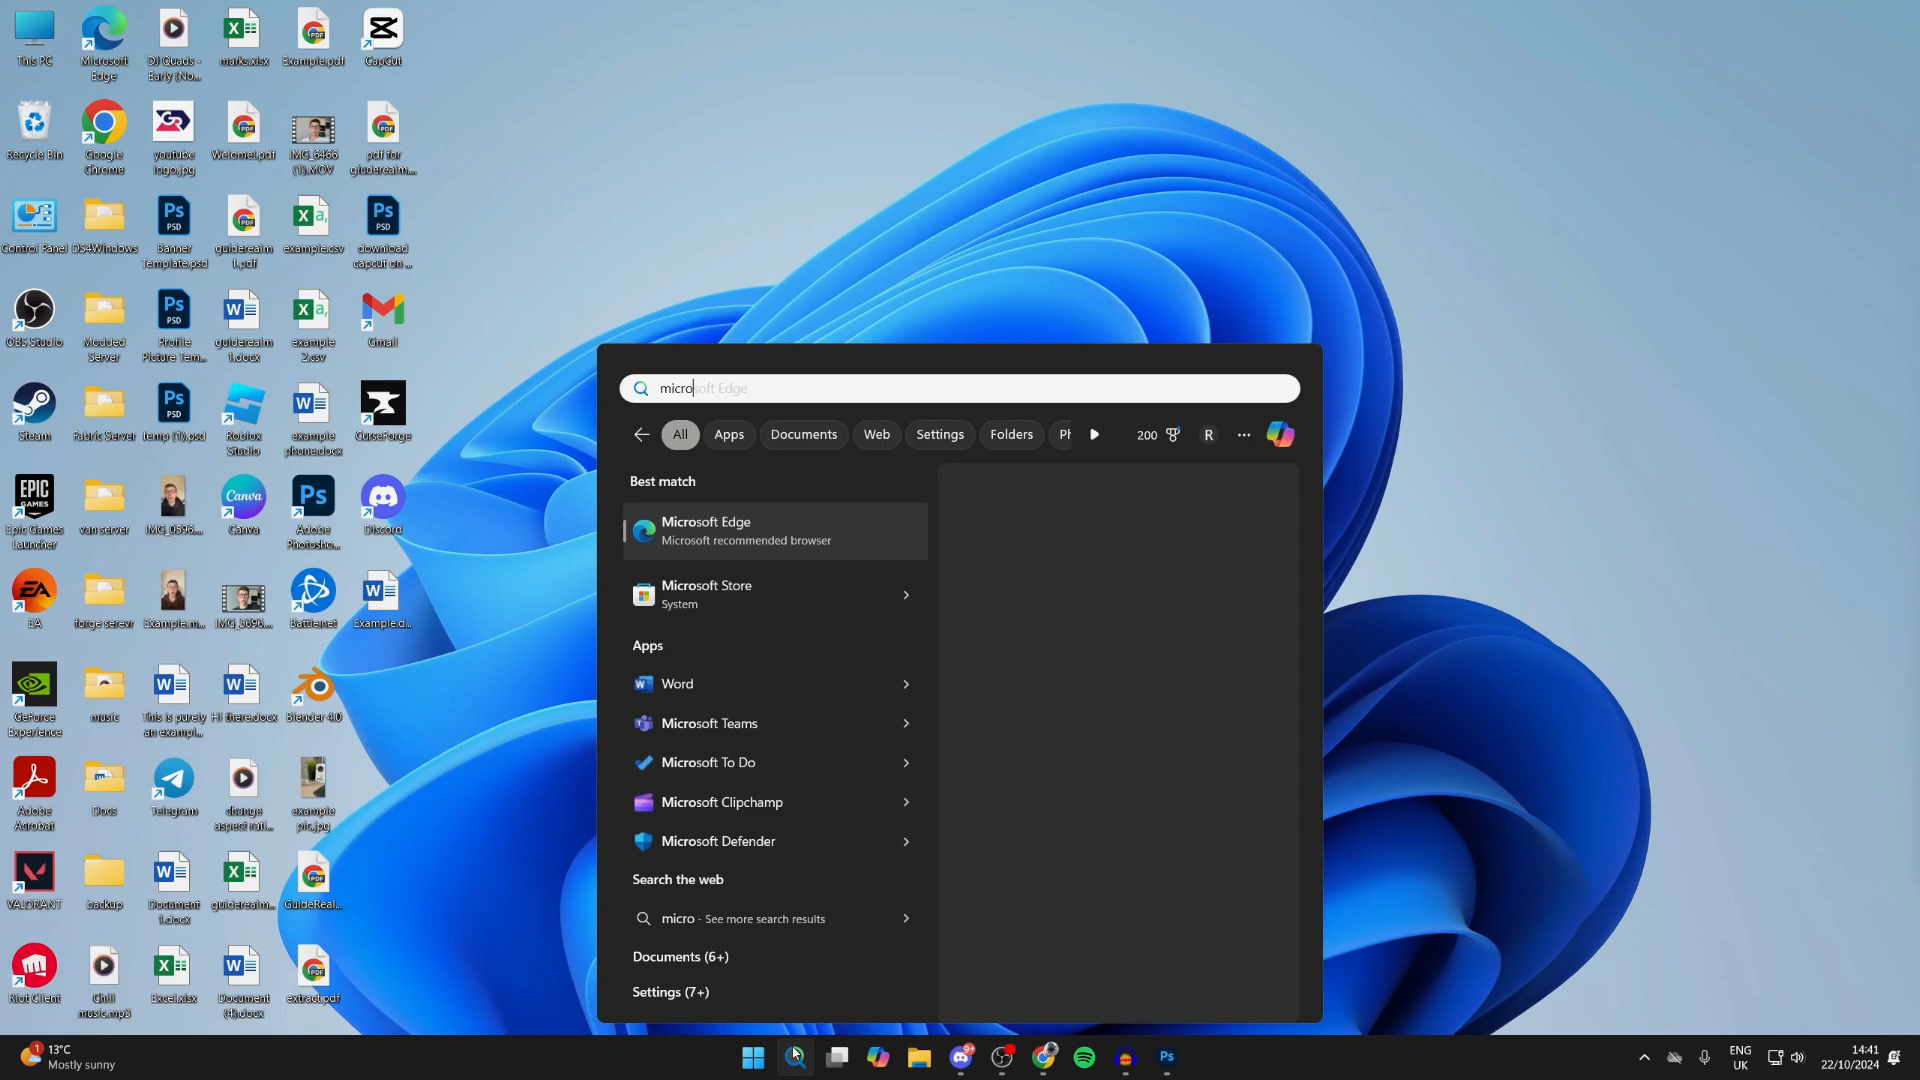 This PC
Microsoft
Edge
DJ Quads -
Early (No...
marks.xlsx
Example.pdf
CapCut
Recycle Bin
Google
Chrome
youtube
logo.jpg
Welome!.pdf
IMG_6466
(1).MOV
pdf for
giuderealm...
Control Panel
DS4Windows
Banner
Template.psd
guiderealm
1.pdf
example.csv
download
capcut on ...
OBS Studio
Modded
Server
Profile
Picture Tem...
guiderealm
1.docx
example
2.csv
Gmail
Steam
Fabric Server
temp (1).psd
Roblox
Studio
example
phone.docx
CurseForge
Epic Games
Launcher
van server
IMG_0596....
Canva
Adobe
Photosho...
Discord
EA
forge serevr
Example.m...
IMG_3696....
Battle.net
Example.d...
GeForce
Experience
music
This is purely
an exampl...
Hi there.docx
Blender 4.0
Adobe
Acrobat
Docs
Telegram
change
aspect rati...
example
pic.jpg
VALORANT
backup
Document
1.docx
guiderealm...
GuideReal...
Riot Client
Chill
music.mp3
Excel.xlsx
Document
(4).docx
extract.pdf
microsoft Edge
All
Apps
Documents
Web
Settings
Folders
Ph
200
R
Best match
Microsoft Edge
Microsoft recommended browser
Microsoft Store
System
Apps
Word
Microsoft Teams
Microsoft To Do
Microsoft Clipchamp
Microsoft Defender
Search the web
micro - See more search results
Documents (6+)
Settings (7+)
1
13°C
Mostly sunny
9+
Ps
ENG
UK
14:41
22/10/2024